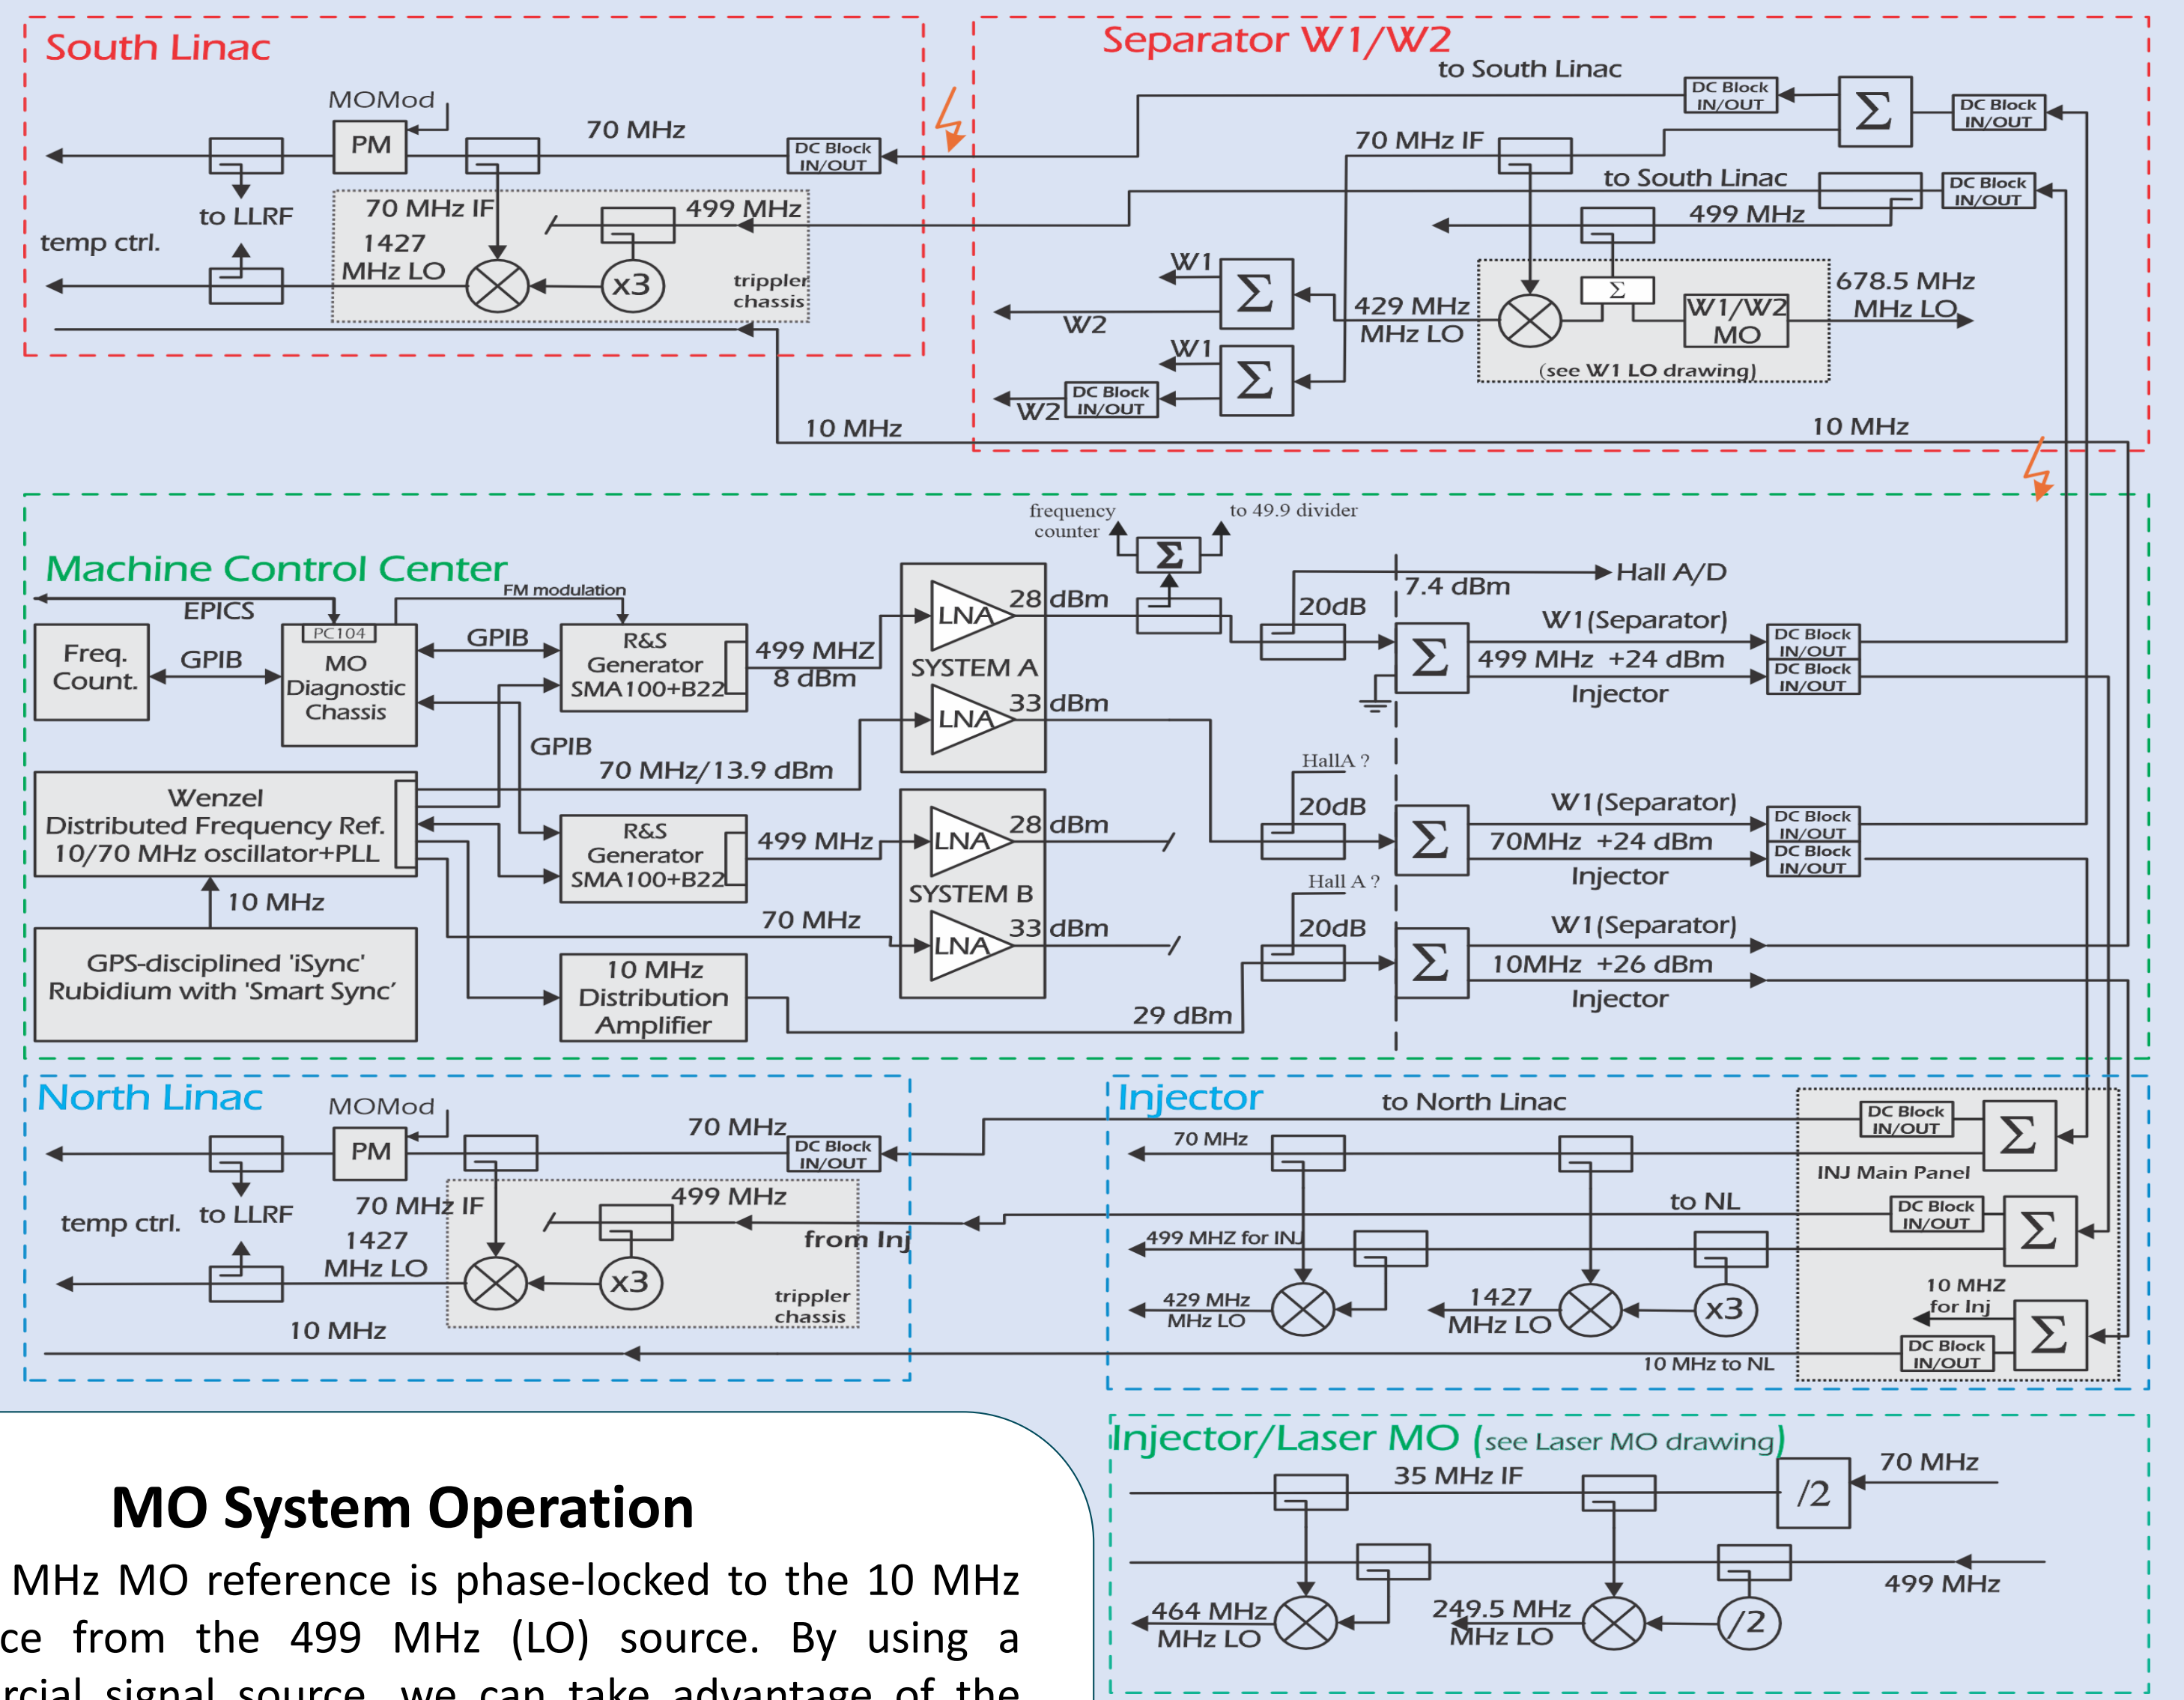 South Linac
MOMod
PM
70 MHz
DC Block
IN/OUT
to LLRF
temp ctrl.
70 MHz IF
499 MHz
1427
MHz LO
x3
trippler
chassis
10 MHz
Separator W1/W2
to South Linac
DC Block
IN/OUT
Σ
DC Block
IN/OUT
70 MHz IF
to South Linac
DC Block
IN/OUT
499 MHz
W1
Σ
W2
429 MHz
MHz LO
Σ
W1/W2
MO
678.5 MHz
MHz LO
(see W1 LO drawing)
W1
Σ
W2
DC Block
IN/OUT
10 MHz
Machine Control Center
EPICS
FM modulation
frequency
counter
to 49.9 divider
Σ
Freq.
Count.
GPIB
PC104
MO
Diagnostic
Chassis
GPIB
R&S
Generator
SMA100+B22
499 MHZ
8 dBm
LNA
28 dBm
SYSTEM A
LNA
33 dBm
20dB
7.4 dBm
Hall A/D
Σ
W1(Separator)
499 MHz +24 dBm
Injector
DC Block
IN/OUT
DC Block
IN/OUT
GPIB
70 MHz/13.9 dBm
Wenzel
Distributed Frequency Ref.
10/70 MHz oscillator+PLL
R&S
Generator
SMA100+B22
499 MHz
LNA
28 dBm
SYSTEM B
LNA
33 dBm
HallA ?
20dB
Σ
W1(Separator)
70MHz +24 dBm
Injector
DC Block
IN/OUT
DC Block
IN/OUT
10 MHz
GPS-disciplined 'iSync'
Rubidium with 'Smart Sync’
70 MHz
10 MHz
Distribution
Amplifier
29 dBm
Hall A ?
20dB
Σ
W1(Separator)
10MHz +26 dBm
Injector
North Linac
MOMod
PM
70 MHz
DC Block
IN/OUT
to LLRF
temp ctrl.
70 MHz IF
499 MHz
from Inj
1427
MHz LO
x3
trippler
chassis
10 MHz
Injector
to North Linac
DC Block
IN/OUT
Σ
70 MHz
INJ Main Panel
to NL
DC Block
IN/OUT
Σ
499 MHZ for INJ
429 MHz
MHz LO
1427
MHz LO
x3
10 MHZ
for Inj
Σ
DC Block
IN/OUT
10 MHz to NL
Injector/Laser MO (see Laser MO drawing)
35 MHz IF
/2
70 MHz
499 MHz
464 MHz
MHz LO
249.5 MHz
MHz LO
/2
MO System Operation
MHz MO reference is phase-locked to the 10 MHz
ce from the 499 MHz (LO) source. By using a
rcial signal source, we can take advantage of the